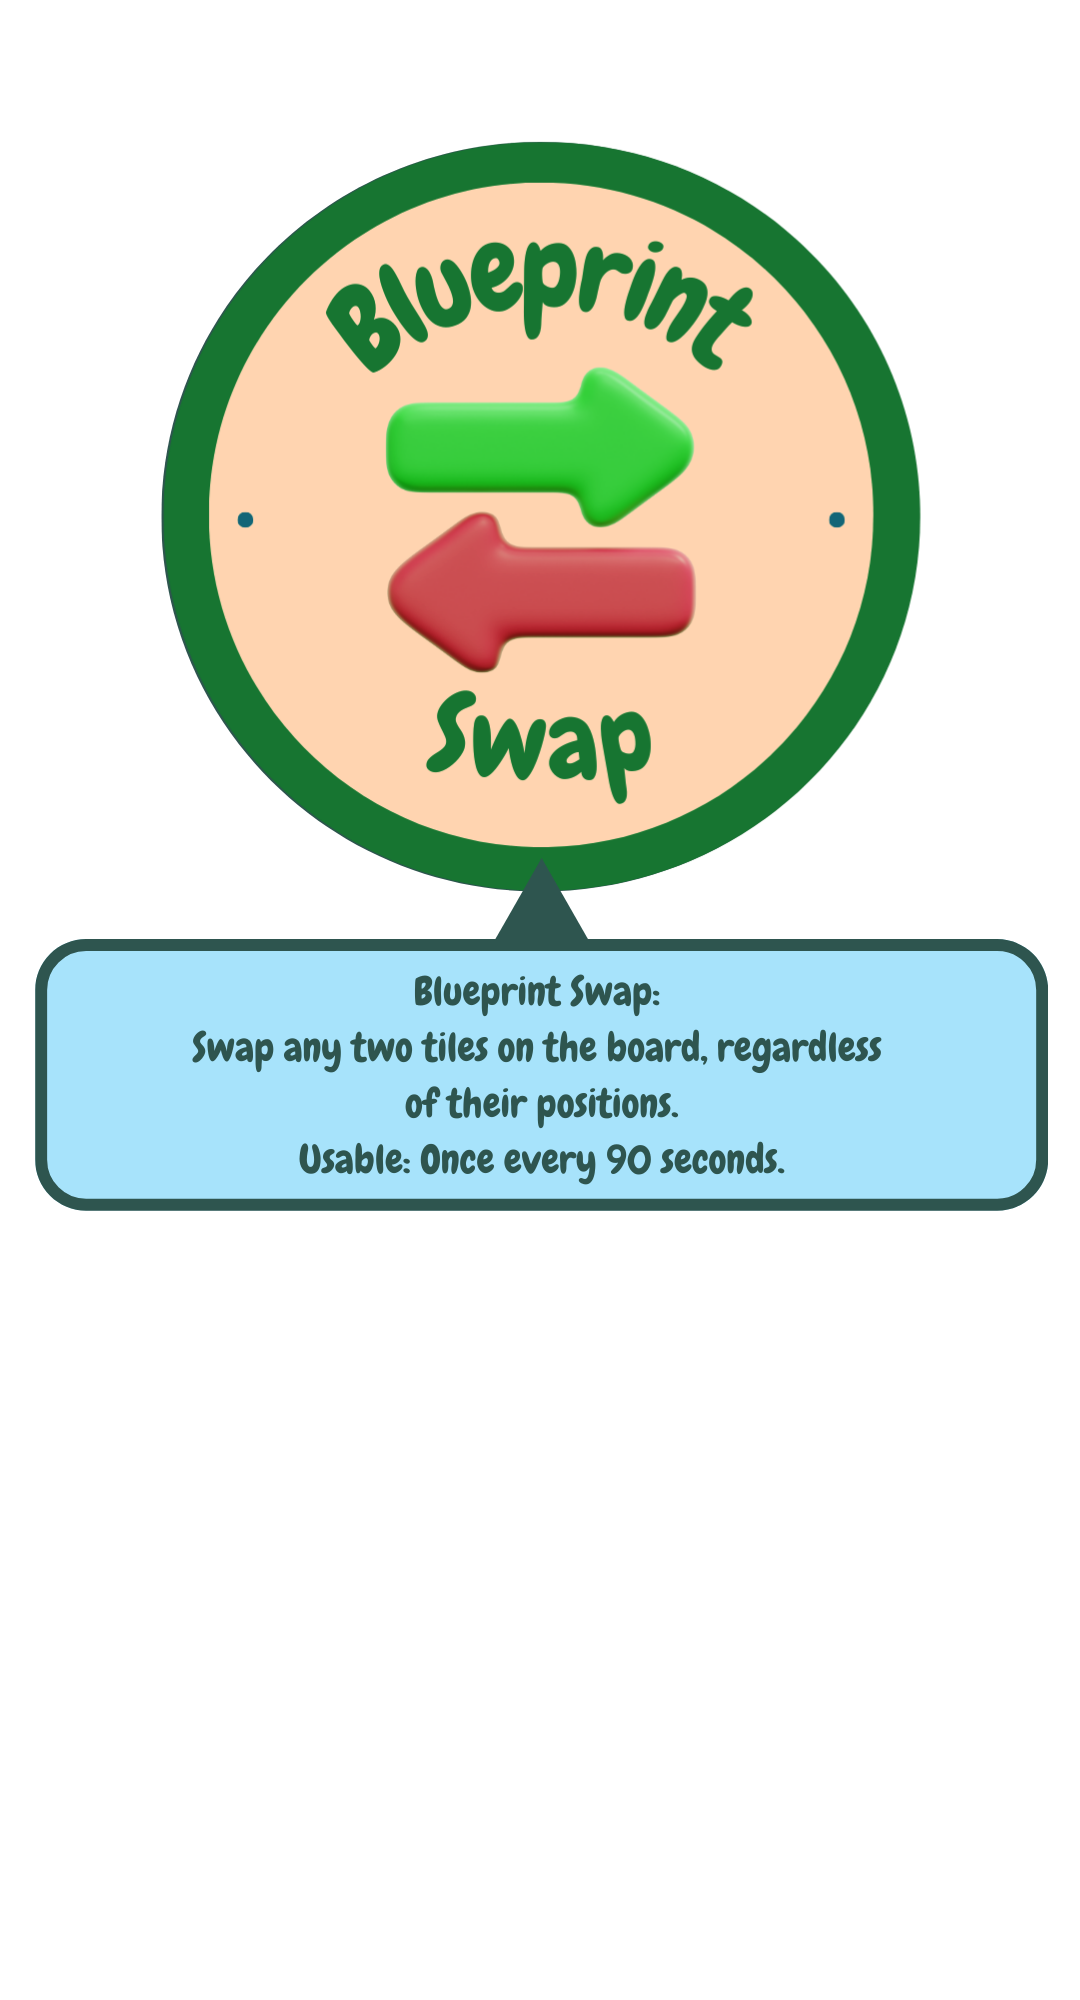 Blueprint
Swap
Blueprint Swap:
Swap any two tiles on the board, regardless
of their positions.
Usable: Once every 90 seconds.